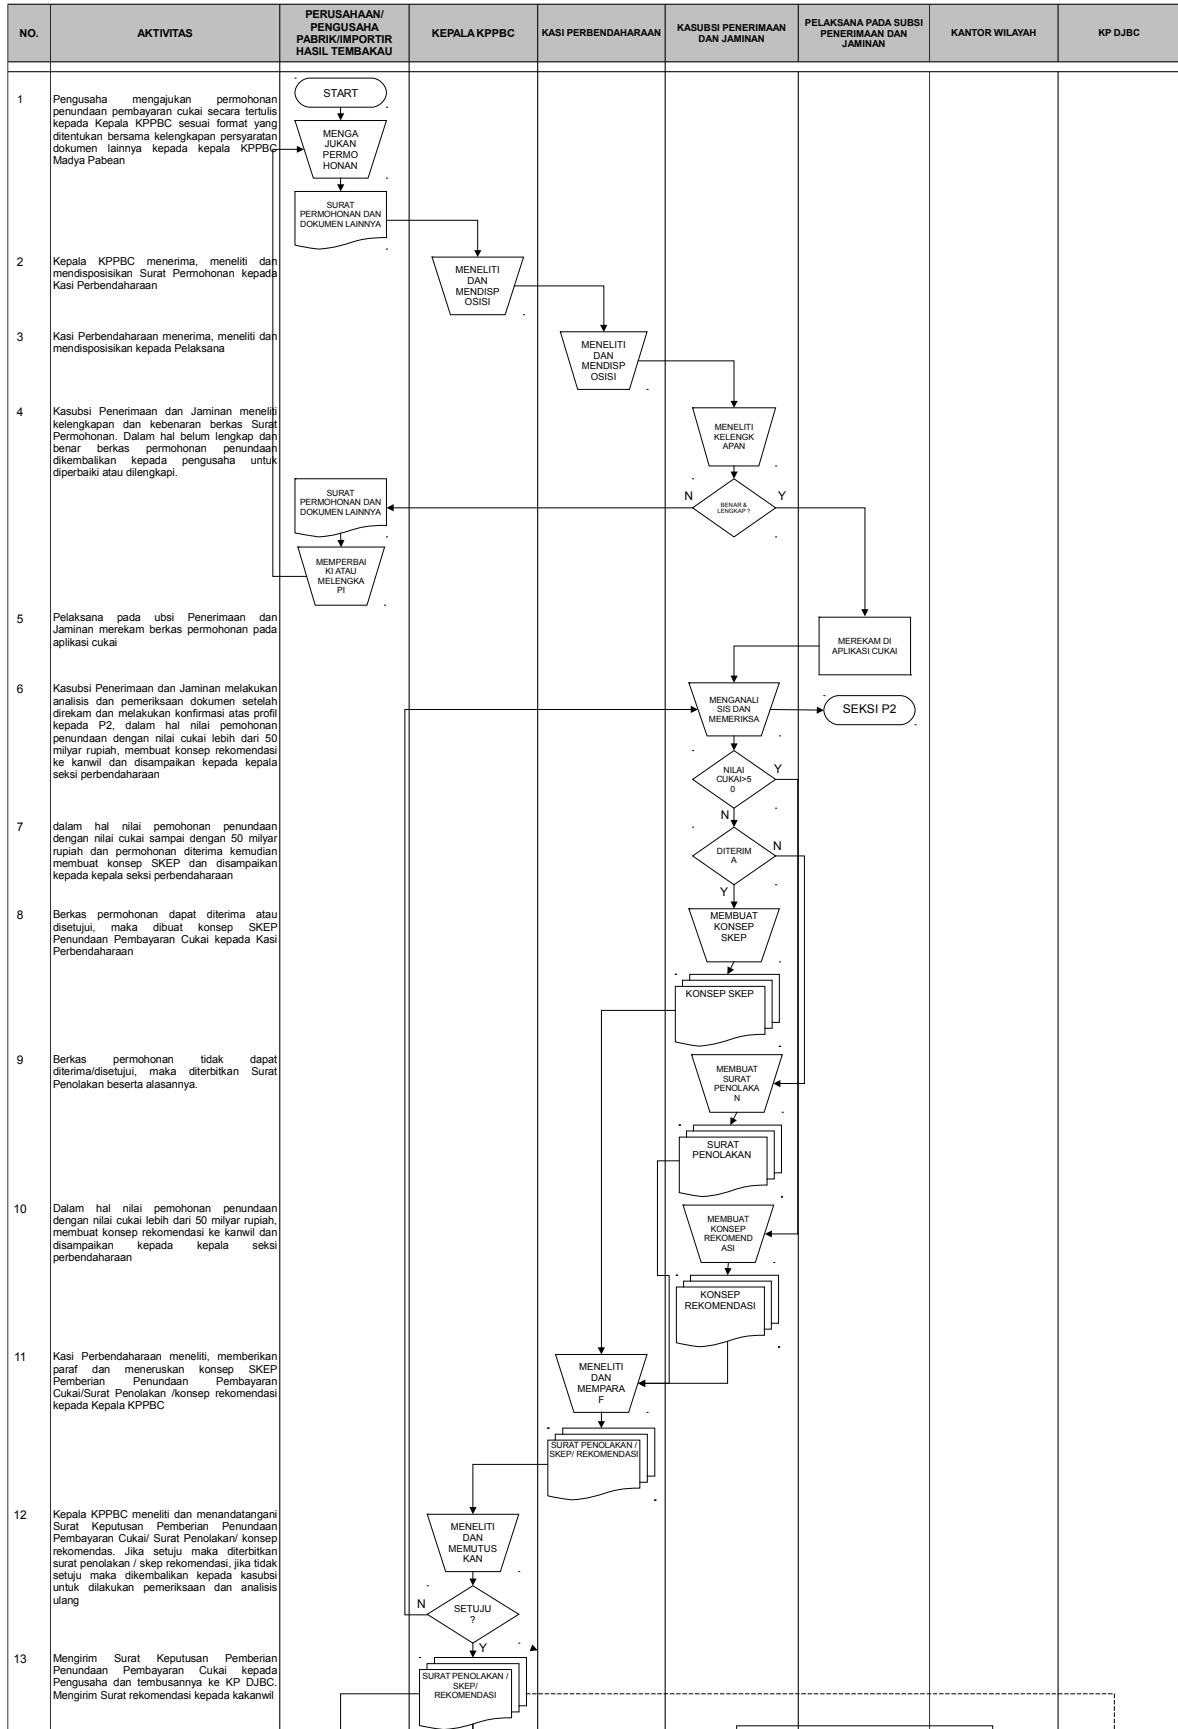 NO.
AKTIVITAS
PERUSAHAAN/
PENGUSAHA
PABRIK/IMPORTIR
HASIL TEMBAKAU
KEPALA KPPBC
KASI PERBENDAHARAAN
KASUBSI PENERIMAAN
DAN JAMINAN
PELAKSANA PADA SUBSI
PENERIMAAN DAN
JAMINAN
KANTOR WILAYAH
KP DJBC
1
Pengusaha mengajukan permohonan
penundaan pembayaran cukai secara tertulis
kepada Kepala KPPBC sesuai format yang
ditentukan bersama kelengkapan persyaratan
dokumen lainnya kepada kepala KPPBC
Madya Pabean
START
MENGA
JUKAN
PERMO
HONAN
SURAT
PERMOHONAN DAN
DOKUMEN LAINNYA
2
Kepala KPPBC menerima, meneliti dan
mendisposisikan Surat Permohonan kepada
Kasi Perbendaharaan
MENELITI
DAN
MENDISP
OSISI
3
Kasi Perbendaharaan menerima, meneliti dan
mendisposisikan kepada Pelaksana
MENELITI
DAN
MENDISP
OSISI
4
Kasubsi Penerimaan dan Jaminan meneliti
kelengkapan dan kebenaran berkas Surat
Permohonan. Dalam hal belum lengkap dan
benar berkas permohonan penundaan
dikembalikan kepada pengusaha untuk
diperbaiki atau dilengkapi.
MENELITI
KELENGK
APAN
N
BENAR &
LENGKAP ?
Y
SURAT
PERMOHONAN DAN
DOKUMEN LAINNYA
MEMPERBAI
KI ATAU
MELENGKA
PI
5
Pelaksana pada ubsi Penerimaan dan
Jaminan merekam berkas permohonan pada
aplikasi cukai
MEREKAM DI
APLIKASI CUKAI
6
Kasubsi Penerimaan dan Jaminan melakukan
analisis dan pemeriksaan dokumen setelah
direkam dan melakukan konfirmasi atas profil
kepada P2, dalam hal nilai pemohonan
penundaan dengan nilai cukai lebih dari 50
milyar rupiah, membuat konsep rekomendasi
ke kanwil dan disampaikan kepada kepala
seksi perbendaharaan
MENGANALI
SIS DAN
MEMERIKSA
SEKSI P2
NILAI
CUKAI>5
0
Y
N
7
dalam hal nilai pemohonan penundaan
dengan nilai cukai sampai dengan 50 milyar
rupiah dan permohonan diterima kemudian
membuat konsep SKEP dan disampaikan
kepada kepala seksi perbendaharaan
DITERIM
A
N
Y
8
Berkas permohonan dapat diterima atau
disetujui, maka dibuat konsep SKEP
Penundaan Pembayaran Cukai kepada Kasi
Perbendaharaan
MEMBUAT
KONSEP
SKEP
KONSEP SKEP
9
Berkas permohonan tidak dapat
diterima/disetujui, maka diterbitkan Surat
Penolakan beserta alasannya.
MEMBUAT
SURAT
PENOLAKA
N
SURAT
PENOLAKAN
10
Dalam hal nilai pemohonan penundaan
dengan nilai cukai lebih dari 50 milyar rupiah,
membuat konsep rekomendasi ke kanwil dan
disampaikan kepada kepala seksi
perbendaharaan
MEMBUAT
KONSEP
REKOMEND
ASI
KONSEP
REKOMENDASI
11
Kasi Perbendaharaan meneliti, memberikan
paraf dan meneruskan konsep SKEP
Pemberian Penundaan Pembayaran
Cukai/Surat Penolakan /konsep rekomendasi
kepada Kepala KPPBC
MENELITI
DAN
MEMPARA
F
SURAT PENOLAKAN /
SKEP/ REKOMENDASI
12
Kepala KPPBC meneliti dan menandatangani
Surat Keputusan Pemberian Penundaan
Pembayaran Cukai/ Surat Penolakan/ konsep
rekomendas. Jika setuju maka diterbitkan
surat penolakan / skep rekomendasi, jika tidak
setuju maka dikembalikan kepada kasubsi
untuk dilakukan pemeriksaan dan analisis
ulang
MENELITI
DAN
MEMUTUS
KAN
N
SETUJU
?
Y
13
Mengirim Surat Keputusan Pemberian
Penundaan Pembayaran Cukai kepada
Pengusaha dan tembusannya ke KP DJBC.
Mengirim Surat rekomendasi kepada kakanwil
SURAT PENOLAKAN /
SKEP/
REKOMENDASI